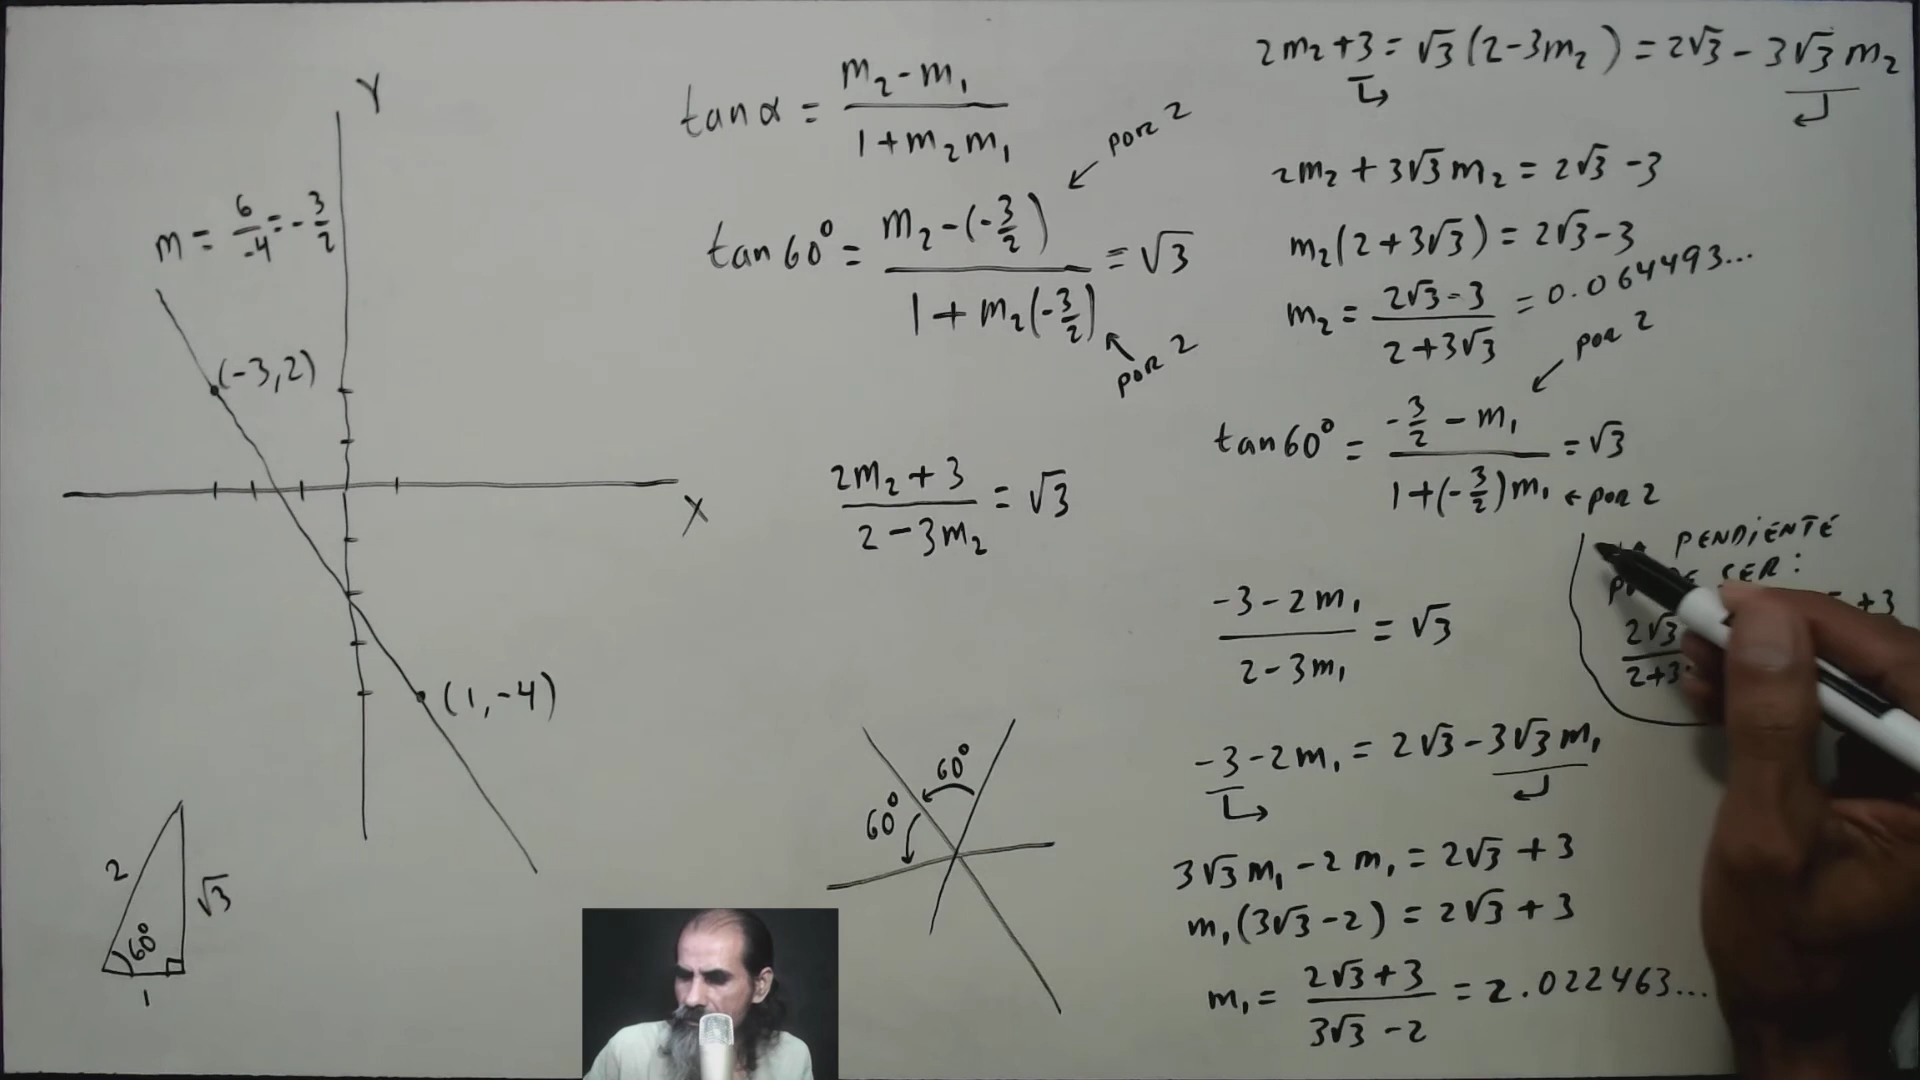 Y
m = 6/-4 = -3/2
(-3,2)
X
(1,-4)
2
√3
60°
1
tan α = (m₂ - m₁)/(1 + m₂m₁)
por 2
tan 60° = (m₂ - (-3/2))/(1 + m₂(-3/2)) = √3
por 2
(2m₂ + 3)/(2 - 3m₂) = √3
60°
60°
2m₂ + 3 = √3 (2 - 3m₂) = 2√3 - 3√3 m₂
2m₂ + 3√3 m₂ = 2√3 - 3
m₂(2 + 3√3) = 2√3 - 3
m₂ = (2√3 - 3)/(2 + 3√3) = 0.064493...
por 2
tan 60° = (-3/2 - m₁)/(1 + (-3/2)m₁) = √3
← por 2
(-3 - 2m₁)/(2 - 3m₁) = √3
-3 - 2m₁ = 2√3 - 3√3 m₁
3√3 m₁ - 2m₁ = 2√3 + 3
m₁(3√3 - 2) = 2√3 + 3
m₁ = (2√3 + 3)/(3√3 - 2) = 2.022463...
PENDiENTE
SER:
2√3
+3
2+3